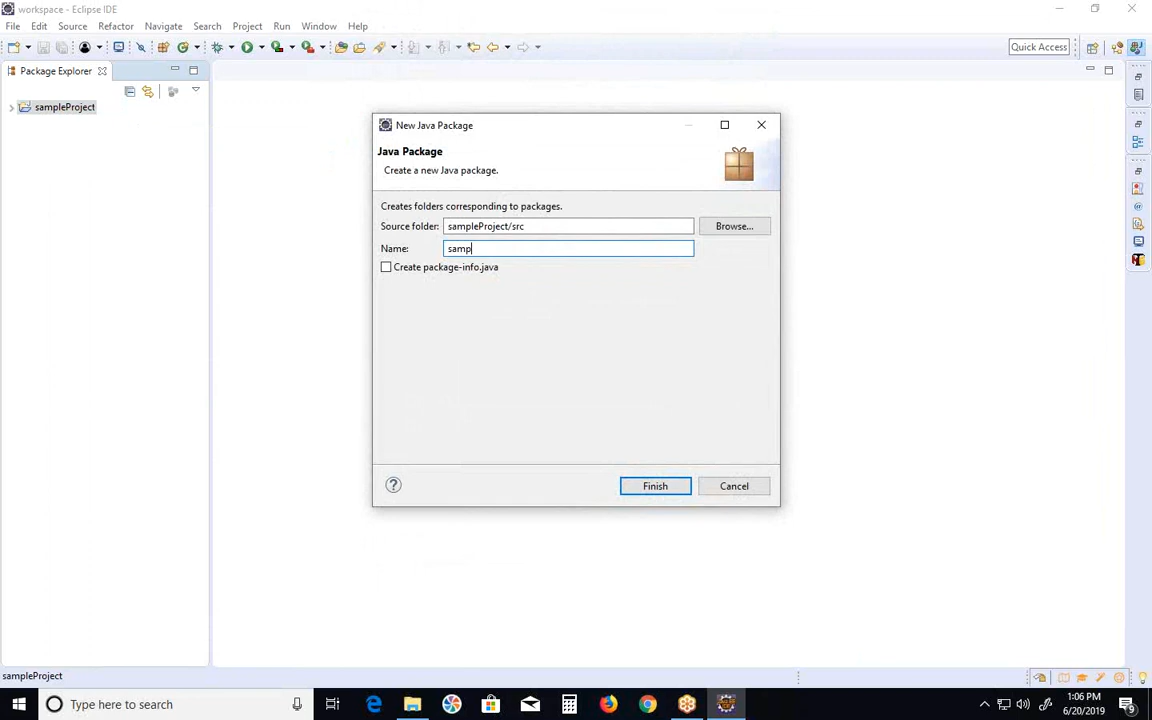 workspace - Eclipse IDE
File Edit Source Refactor Navigate Search Project Run Window Help
Quick Access
Package Explorer
sampleProject
New Java Package
Java Package
Create a new Java package.
Creates folders corresponding to packages.
Source folder: sampleProject/src Browse...
Name: samp
Create package-info.java
? Finish Cancel
sampleProject
Type here to search
1:06 PM
6/20/2019
9